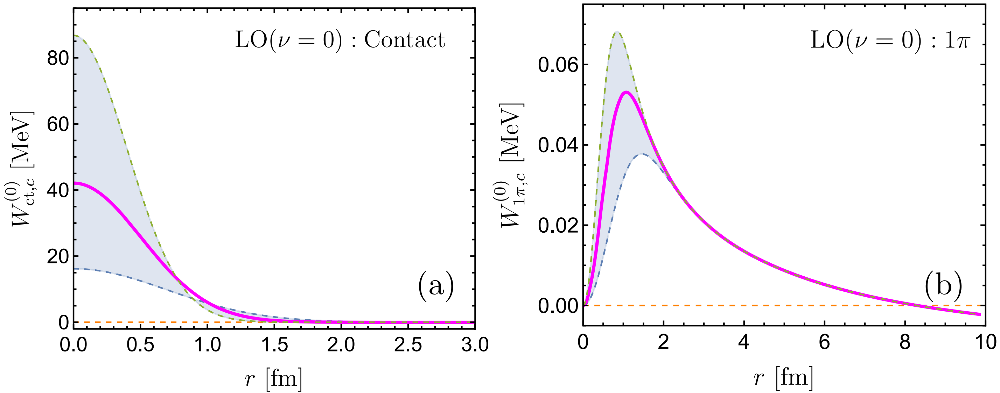 LO(ν = 0) : Contact
W_{ct,c}^{(0)} [MeV]
80
60
40
20
0
(a)
0.0 0.5 1.0 1.5 2.0 2.5 3.0
r [fm]
LO(ν = 0) : 1π
W_{1π,c}^{(0)} [MeV]
0.06
0.04
0.02
0.00
(b)
0 2 4 6 8 10
r [fm]